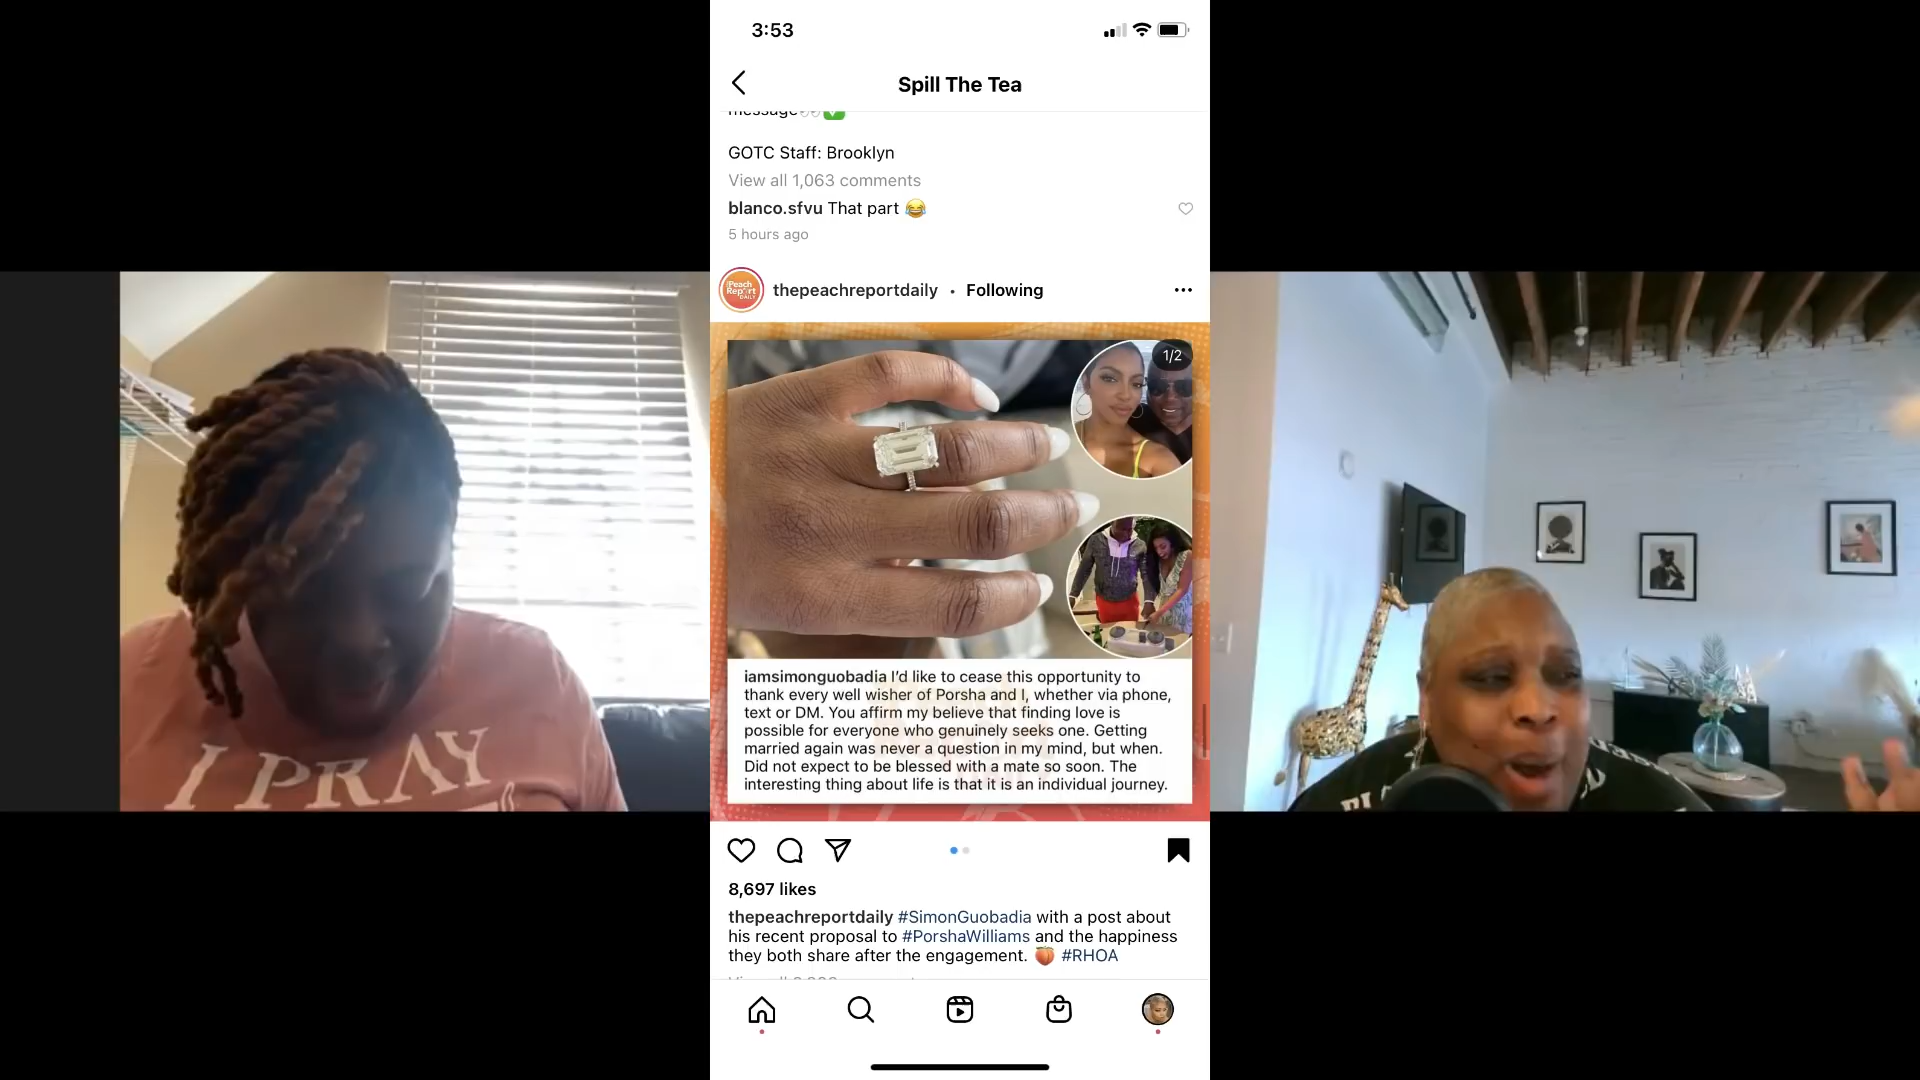 3:53
Spill The Tea
message
GOTC Staff: Brooklyn
View all 1,063 comments
blanco.sfvu That part 😂
5 hours ago
Peach
Report
DAILY
thepeachreportdaily • Following
1/2
iamsimonguobadia I'd like to cease this opportunity to
thank every well wisher of Porsha and I, whether via phone,
text or DM. You affirm my believe that finding love is
possible for everyone who genuinely seeks one. Getting
married again was never a question in my mind, but when.
Did not expect to be blessed with a mate so soon. The
interesting thing about life is that it is an individual journey.
8,697 likes
thepeachreportdaily #SimonGuobadia with a post about
his recent proposal to #PorshaWilliams and the happiness
they both share after the engagement. 🍑 #RHOA
I PRAY